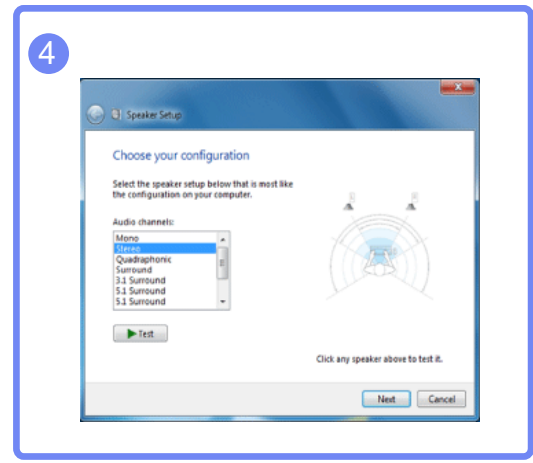 4
Speaker Setup
Choose your configuration
Select the speaker setup below that is most like
the configuration on your computer.
Audio channels:
Mono
Stereo
Quadraphonic
Surround
3.1 Surround
5.1 Surround
5.1 Surround
Test
Click any speaker above to test it.
Next
Cancel